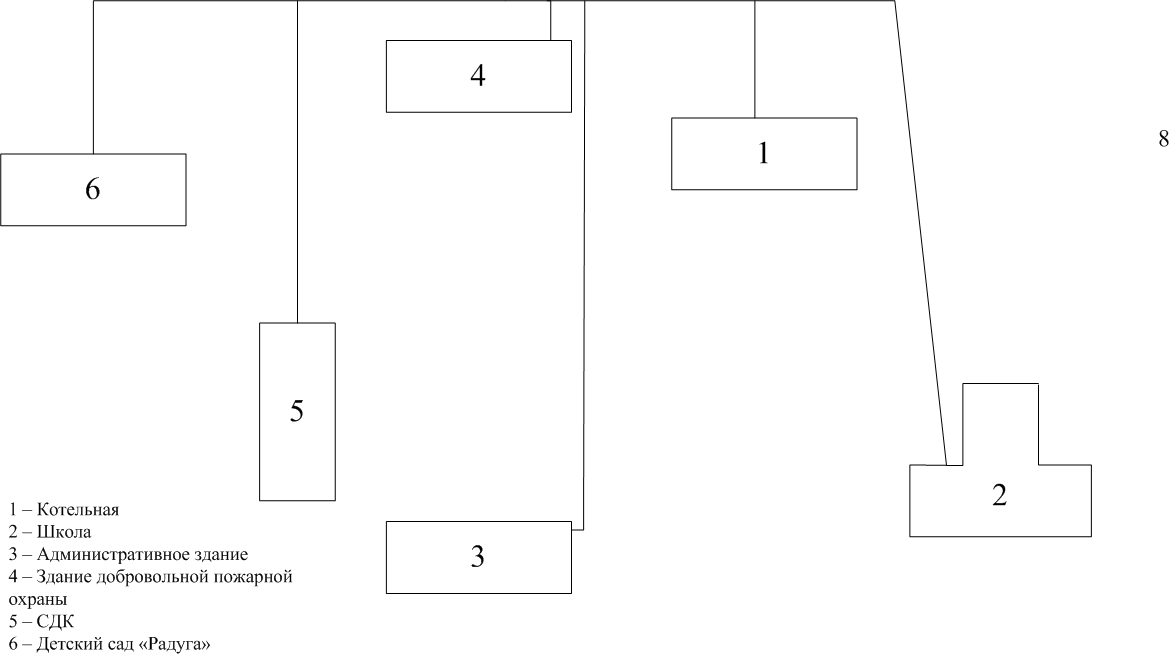 4
1
8
6
5
2
3
1 – Котельная
2 – Школа
3 – Административное здание
4 – Здание добровольной пожарной
охраны
5 – СДК
6 – Детский сад «Радуга»